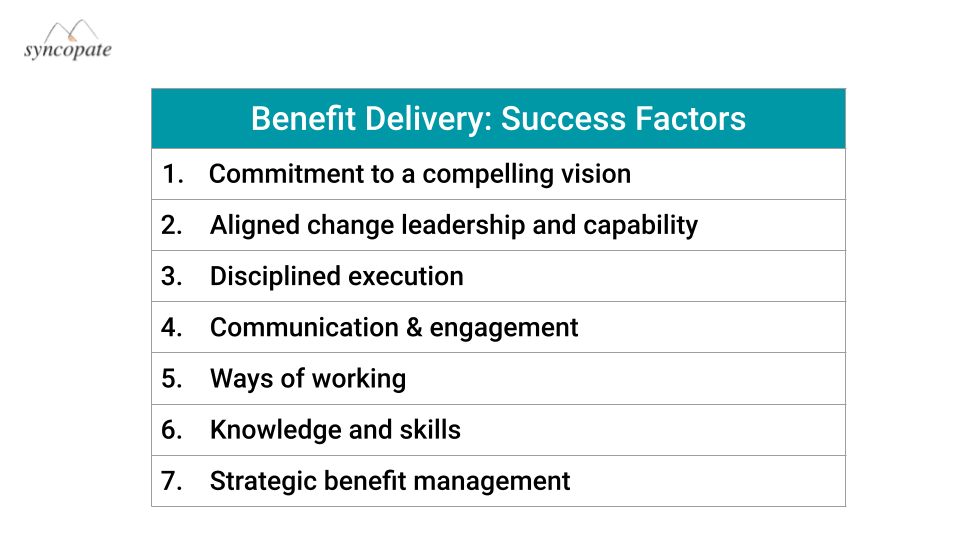 syncopate
Benefit Delivery: Success Factors
1. Commitment to a compelling vision
2. Aligned change leadership and capability
3. Disciplined execution
4. Communication & engagement
5. Ways of working
6. Knowledge and skills
7. Strategic benefit management